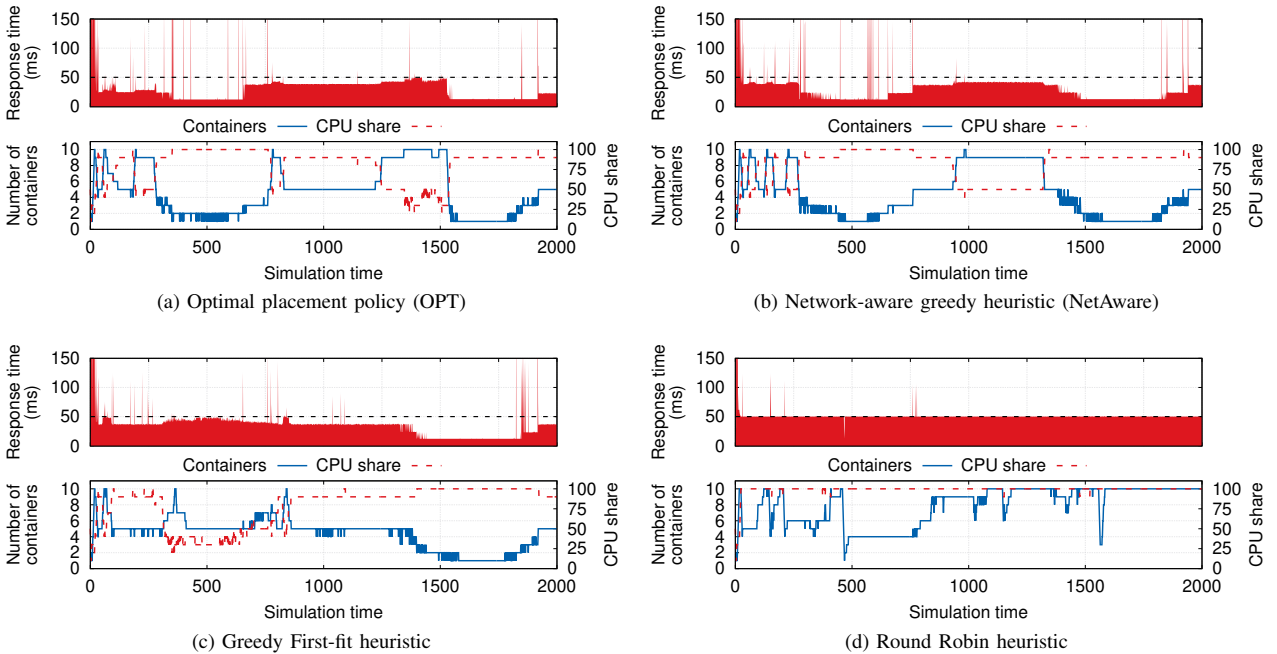 150
100
50
0
Response time
(ms)
Containers
CPU share
10
8
6
4
2
0
Number of
containers
100
75
50
25
0
CPU share
0
500
1000
1500
2000
Simulation time
(a) Optimal placement policy (OPT)
150
100
50
0
Response time
(ms)
Containers
CPU share
10
8
6
4
2
0
Number of
containers
100
75
50
25
0
CPU share
0
500
1000
1500
2000
Simulation time
(b) Network-aware greedy heuristic (NetAware)
150
100
50
0
Response time
(ms)
Containers
CPU share
10
8
6
4
2
0
Number of
containers
100
75
50
25
0
CPU share
0
500
1000
1500
2000
Simulation time
(c) Greedy First-fit heuristic
150
100
50
0
Response time
(ms)
Containers
CPU share
10
8
6
4
2
0
Number of
containers
100
75
50
25
0
CPU share
0
500
1000
1500
2000
Simulation time
(d) Round Robin heuristic